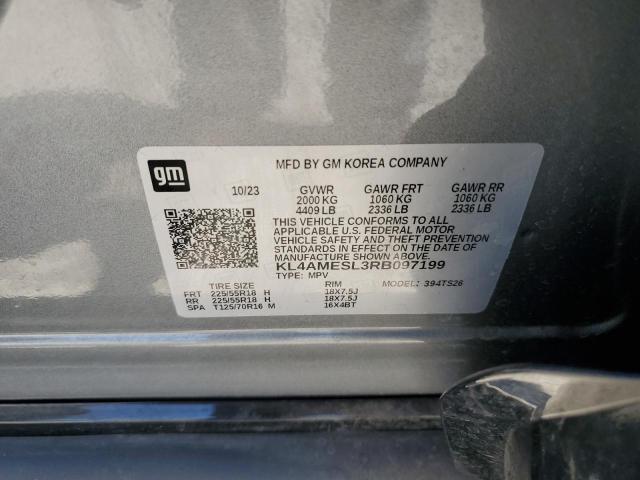 gm
MFD BY GM KOREA COMPANY
10/23 GVWR GAWR FRT GAWR RR
2000 KG 1060 KG 1060 KG
4409 LB 2336 LB 2336 LB
THIS VEHICLE CONFORMS TO ALL
APPLICABLE U.S. FEDERAL MOTOR
VEHICLE SAFETY AND THEFT PREVENTION
STANDARDS IN EFFECT ON THE DATE OF
MANUFACTURE SHOWN ABOVE.
KL4AMESL3RB097199
TYPE: MPV MODEL: 394TS26
TIRE SIZE RIM
FRT 225/55R18 H 18X7.5J
RR 225/55R18 H 18X7.5J
SPA T125/70R16 M 16X4BT